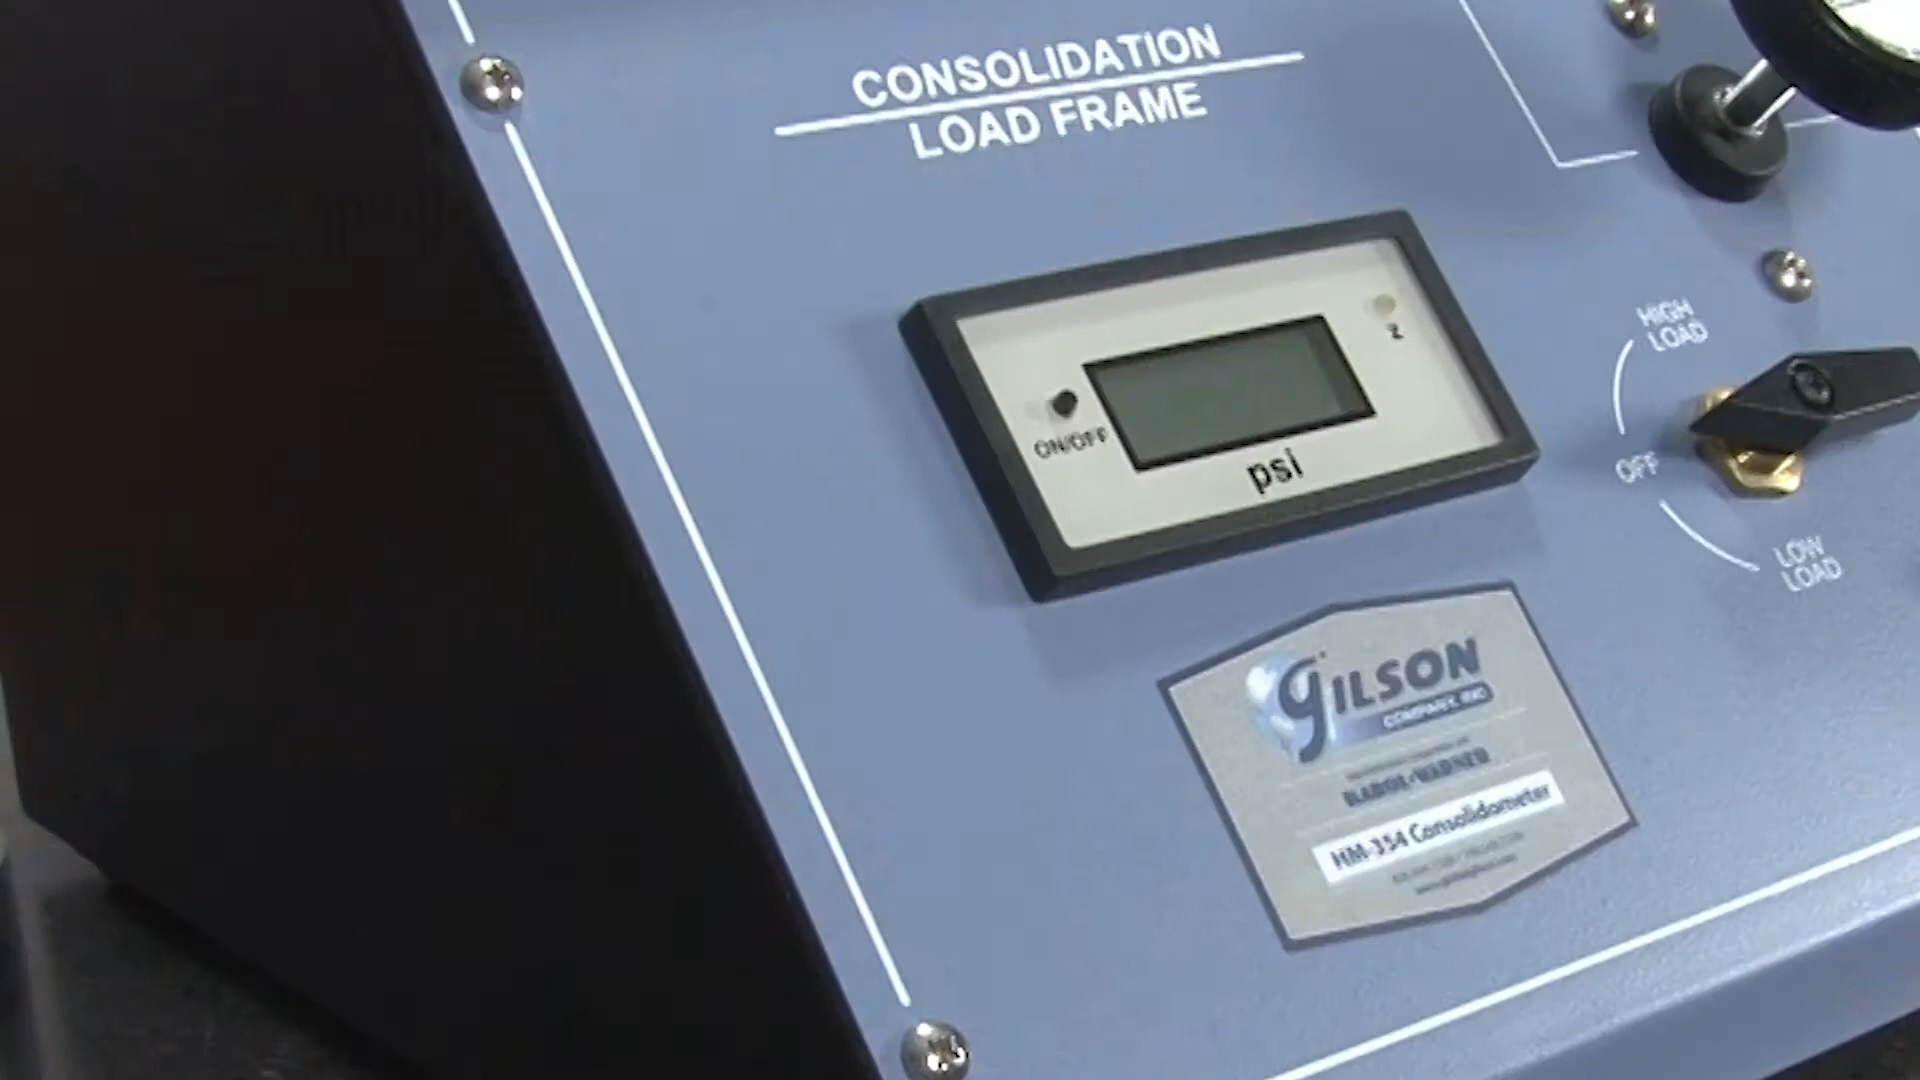 CONSOLIDATION
LOAD FRAME
Z
ON/OFF
psi
HIGH
LOAD
OFF
LOW
LOAD
GILSON
COMPANY, INC
HM-354 Consolidometer